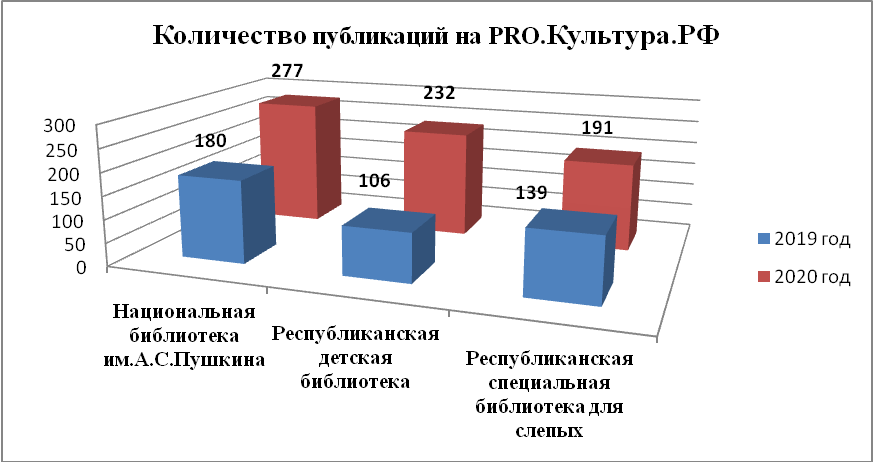 Количество публикаций на PRO.Культура.РФ
277
232
191
180
106
139
300
250
200
150
100
50
0
2019 год
2020 год
Национальная
библиотека
им.А.С.Пушкина
Республиканская
детская
библиотека
Республиканская
специальная
библиотека для
слепых